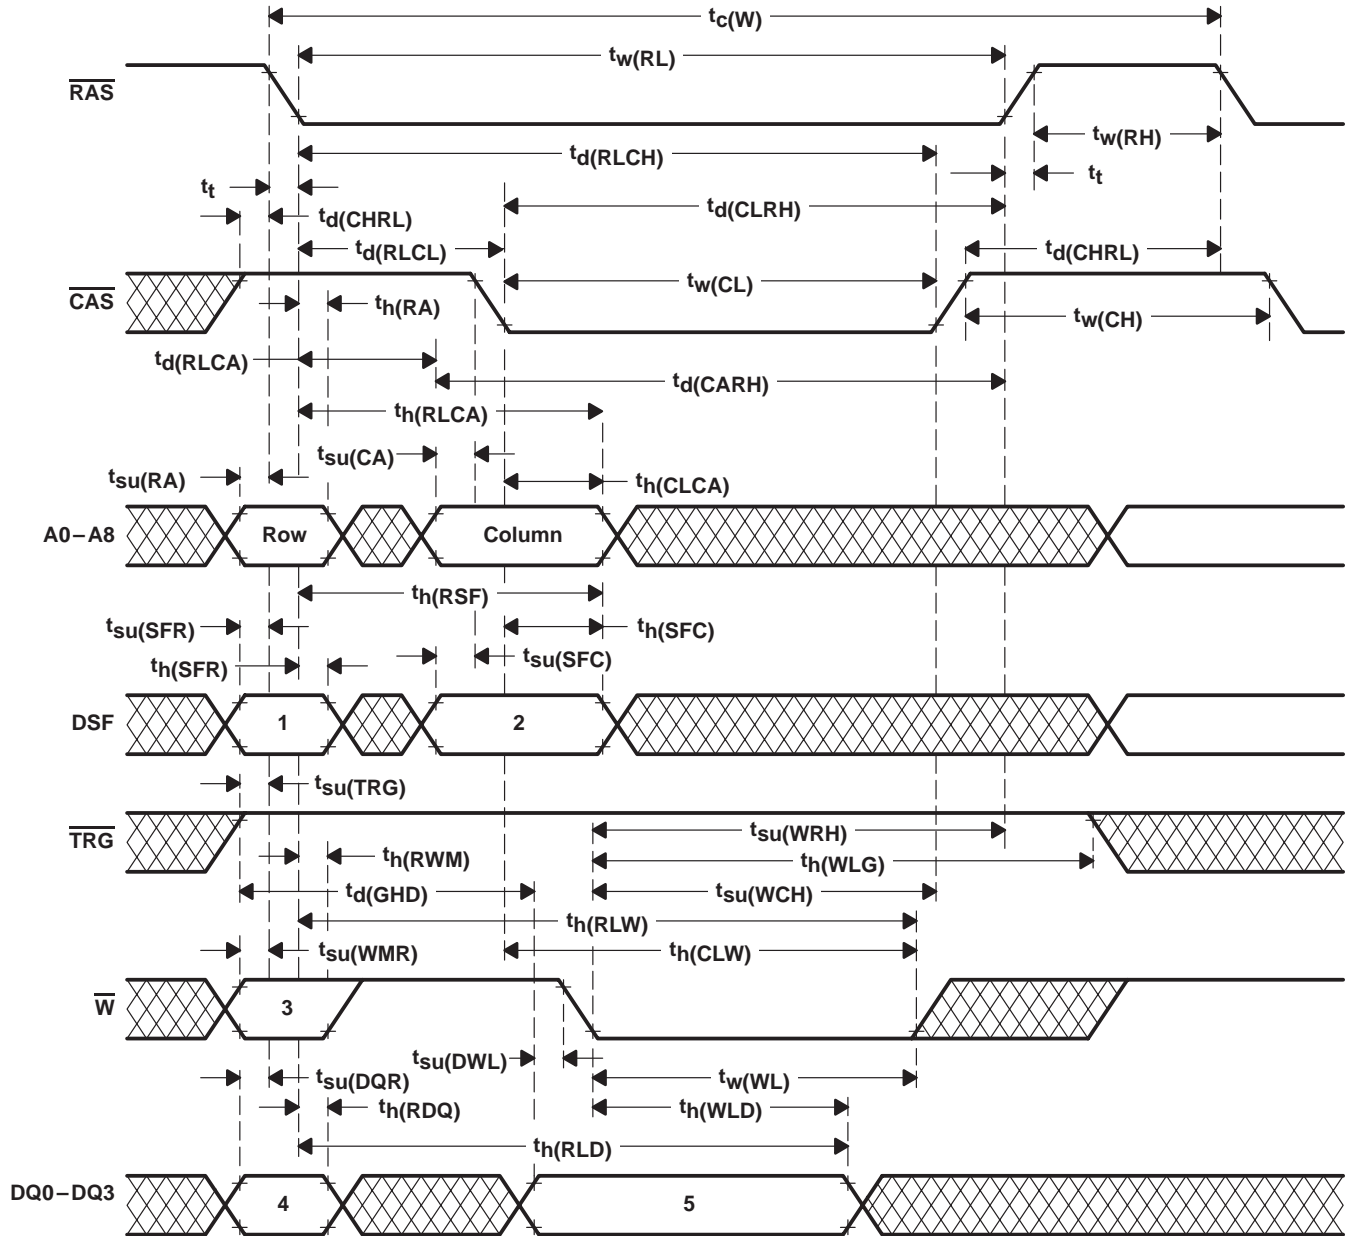 tc(W)
tw(RL)
RAS
tw(RH)
td(RLCH)
tt
tt
td(CLRH)
td(CHRL)
td(RLCL)
td(CHRL)
CAS
tw(CL)
th(RA)
tw(CH)
td(RLCA)
td(CARH)
th(RLCA)
tsu(CA)
tsu(RA)
th(CLCA)
A0–A8
Row
Column
th(RSF)
tsu(SFR)
th(SFC)
th(SFR)
tsu(SFC)
DSF
1
2
tsu(TRG)
TRG
tsu(WRH)
th(RWM)
th(WLG)
td(GHD)
tsu(WCH)
th(RLW)
tsu(WMR)
th(CLW)
W
3
tsu(DWL)
tsu(DQR)
tw(WL)
th(RDQ)
th(WLD)
th(RLD)
DQ0–DQ3
4
5